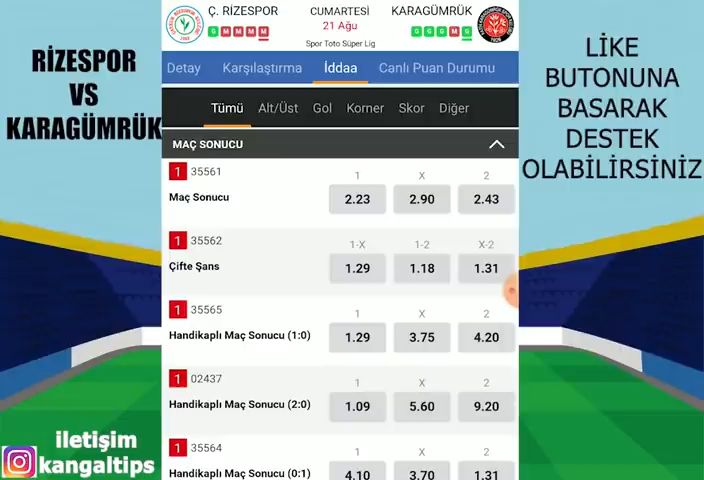 RİZESPOR
VS
KARAGÜMRÜK
Ç. RİZESPOR
G M M M M
CUMARTESİ
21 Ağu
Spor Toto Süper Lig
KARAGÜMRÜK
G G G M G
Detay Karşılaştırma İddaa Canlı Puan Durumu
Tümü Alt/Üst Gol Korner Skor Diğer
MAÇ SONUCU
1 35561 1 X 2
Maç Sonucu 2.23 2.90 2.43
1 35562 1-X 1-2 X-2
Çifte Şans 1.29 1.18 1.31
1 35565 1 X 2
Handikaplı Maç Sonucu (1:0) 1.29 3.75 4.20
1 02437 1 X 2
Handikaplı Maç Sonucu (2:0) 1.09 5.60 9.20
1 35564 1 X 2
Handikaplı Maç Sonucu (0:1) 4.10 3.70 1.31
LİKE
BUTONUNA
BASARAK
DESTEK
OLABİLİRSİNİZ
iletişim
kangaltips